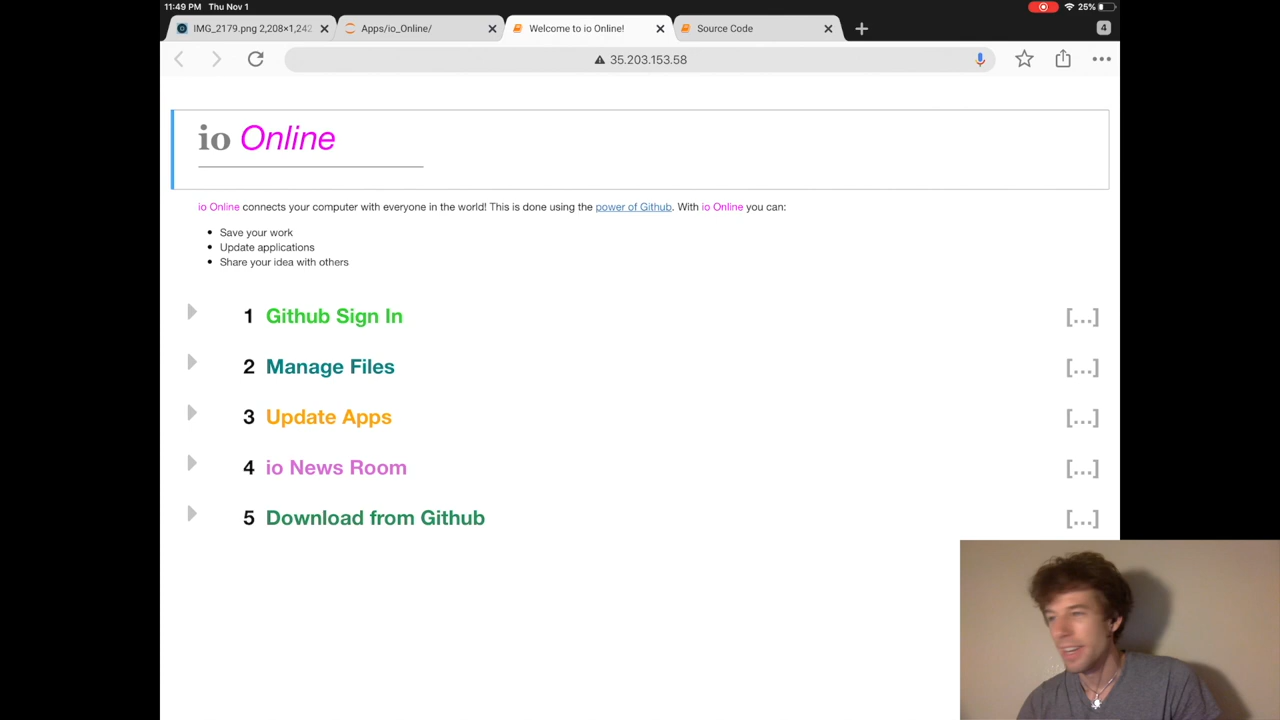 11:49 PM Thu Nov 1
25%
IMG_2179.png 2,208×1,242
Apps/io_Online/
Welcome to io Online!
Source Code
4
35.203.153.58
io Online
io Online connects your computer with everyone in the world! This is done using the power of Github. With io Online you can:
Save your work
Update applications
Share your idea with others
1 Github Sign In [...]
2 Manage Files [...]
3 Update Apps [...]
4 io News Room [...]
5 Download from Github [...]